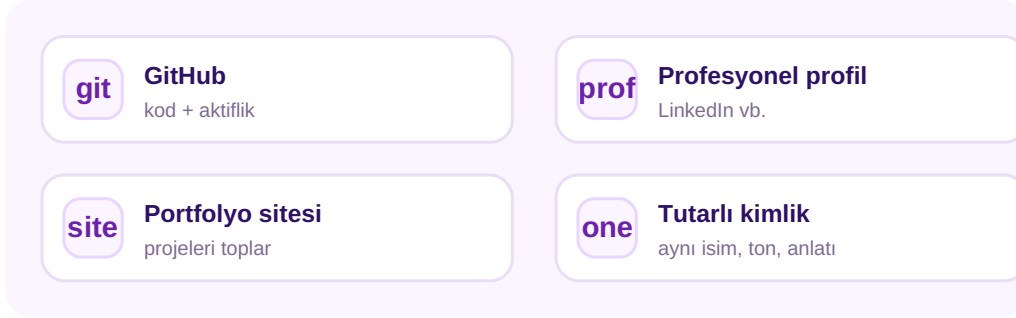 git
GitHub
kod + aktiflik
prof
Profesyonel profil
LinkedIn vb.
site
Portfolyo sitesi
projeleri toplar
one
Tutarlı kimlik
aynı isim, ton, anlatı